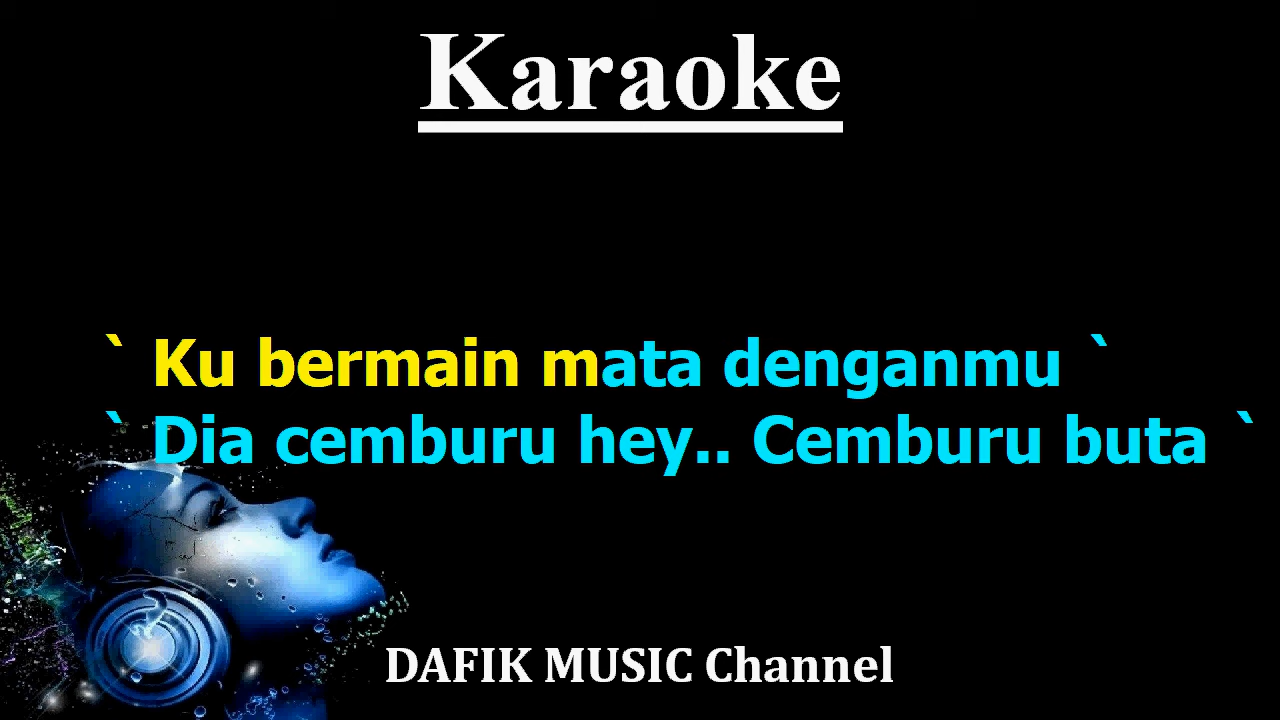 Karaoke
` Ku bermain mata denganmu `
` Dia cemburu hey.. Cemburu buta `
DAFIK MUSIC Channel